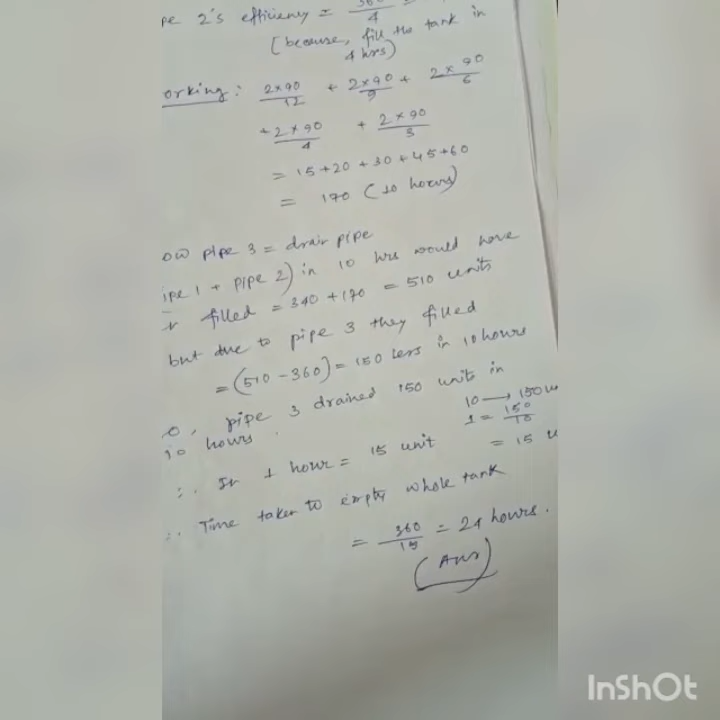 pe 2's efficieny = 360/4 =
(because, fill the tank in
4 hrs)
orking: 2×90/12 + 2×90/9 + 2×90/6
+ 2×90/4 + 2×90/3
= 15+20+30+45+60
= 170 (10 hours)
ow pipe 3 = drain pipe
ipe 1 + pipe 2) in 10 hrs would have
filled = 340+170 = 510 units
but due to pipe 3 they filled
= (510-360) = 150 less in 10 hours
o, pipe 3 drained 150 units in
10 hours.
10 → 150 u
1 = 150/10
= 15 u
∴ In 1 hour = 15 unit
∴ Time taken to empty whole tank
= 360/15 = 24 hours.
(Ans)
InShOt